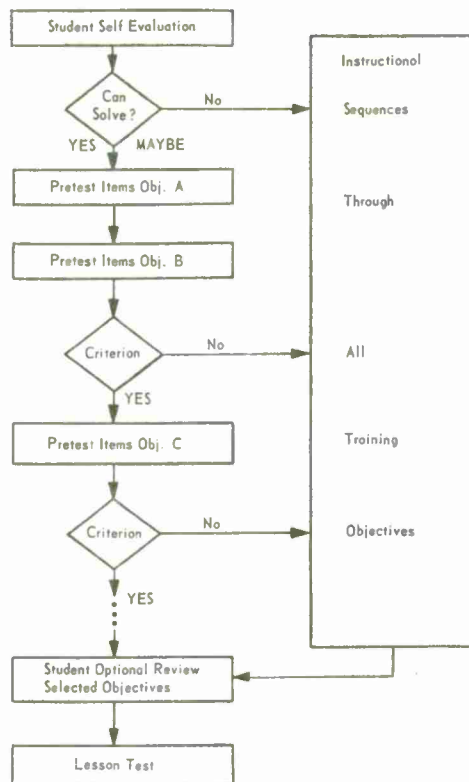 Student Self Evaluation
Can
Solve?
No
YES MAYBE
Pretest Items Obj. A
Pretest Items Obj. B
Criterion
No
YES
Pretest Items Obj. C
Criterion
No
YES
Student Optional Review
Selected Objectives
Lesson Test
Instructional
Sequences
Through
All
Training
Objectives